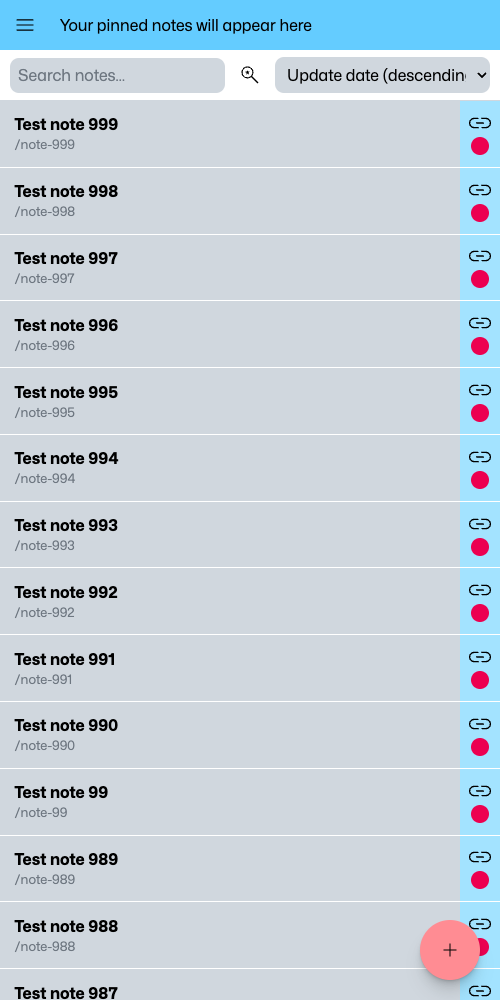 Your pinned notes will appear here
Search notes...
Update date (descendin
Test note 999
/note-999
Test note 998
/note-998
Test note 997
/note-997
Test note 996
/note-996
Test note 995
/note-995
Test note 994
/note-994
Test note 993
/note-993
Test note 992
/note-992
Test note 991
/note-991
Test note 990
/note-990
Test note 99
/note-99
Test note 989
/note-989
Test note 988
/note-988
Test note 987